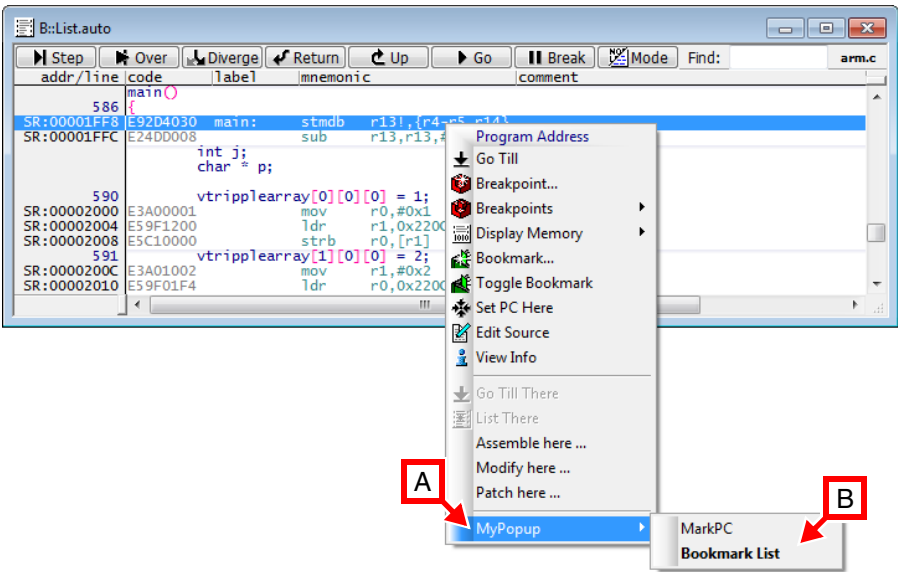 B::List.auto
Step Over Diverge Return Up Go Break Mode Find: arm.c
addr/line code label mnemonic comment
main()
586 {
SR:00001FF8 E92D4030 main: stmdb r13!,{r4-r5,r14}
SR:00001FFC E24DD008 sub r13,r13,#
int j;
char * p;
590 vtripplearray[0][0][0] = 1;
SR:00002000 E3A00001 mov r0,#0x1
SR:00002004 E59F1200 ldr r1,0x220
SR:00002008 E5C10000 strb r0,[r1]
591 vtripplearray[1][0][0] = 2;
SR:0000200C E3A01002 mov r1,#0x2
SR:00002010 E59F01F4 ldr r0,0x220
Program Address
Go Till
Breakpoint...
Breakpoints
Display Memory
Bookmark...
Toggle Bookmark
Set PC Here
Edit Source
View Info
Go Till There
List There
Assemble here ...
Modify here ...
Patch here ...
MyPopup
A
B
MarkPC
Bookmark List